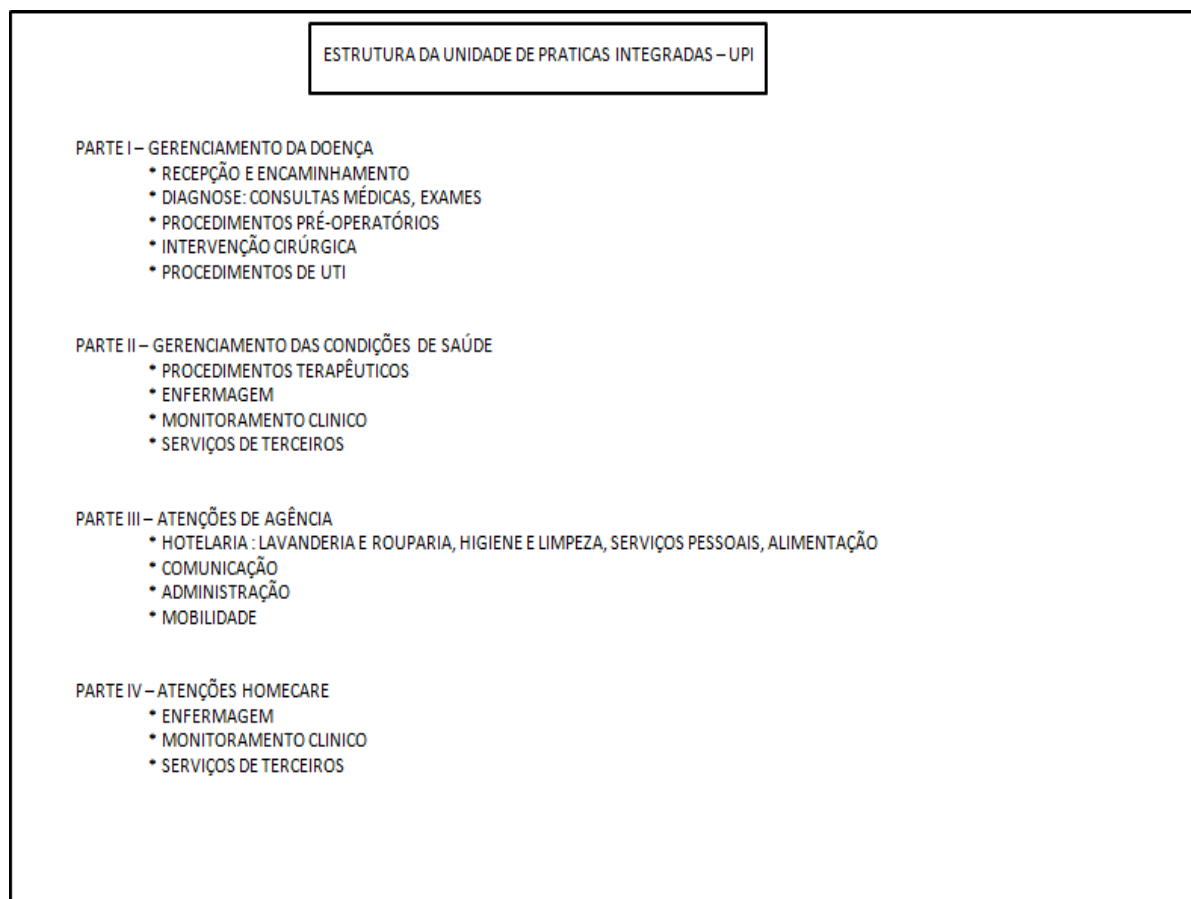 ESTRUTURA DA UNIDADE DE PRATICAS INTEGRADAS – UPI
PARTE I – GERENCIAMENTO DA DOENÇA
* RECEPÇÃO E ENCAMINHAMENTO
* DIAGNOSE: CONSULTAS MÉDICAS, EXAMES
* PROCEDIMENTOS PRÉ-OPERATÓRIOS
* INTERVENÇÃO CIRÚRGICA
* PROCEDIMENTOS DE UTI
PARTE II – GERENCIAMENTO DAS CONDIÇÕES DE SAÚDE
* PROCEDIMENTOS TERAPÊUTICOS
* ENFERMAGEM
* MONITORAMENTO CLINICO
* SERVIÇOS DE TERCEIROS
PARTE III – ATENÇÕES DE AGÊNCIA
* HOTELARIA : LAVANDERIA E ROUPARIA, HIGIENE E LIMPEZA, SERVIÇOS PESSOAIS, ALIMENTAÇÃO
* COMUNICAÇÃO
* ADMINISTRAÇÃO
* MOBILIDADE
PARTE IV – ATENÇÕES HOMECARE
* ENFERMAGEM
* MONITORAMENTO CLINICO
* SERVIÇOS DE TERCEIROS